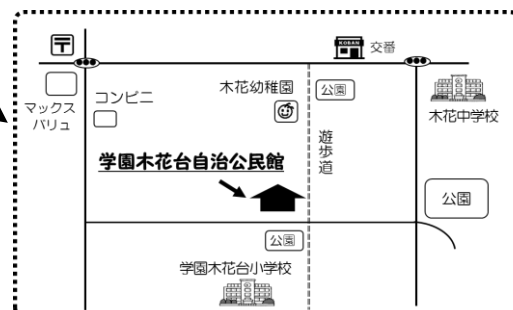 〒
KOBAN
交番
マックス
バリュ
コンビニ
木花幼稚園
公園
遊歩道
木花中学校
学園木花台自治公民館
公園
公園
学園木花台小学校